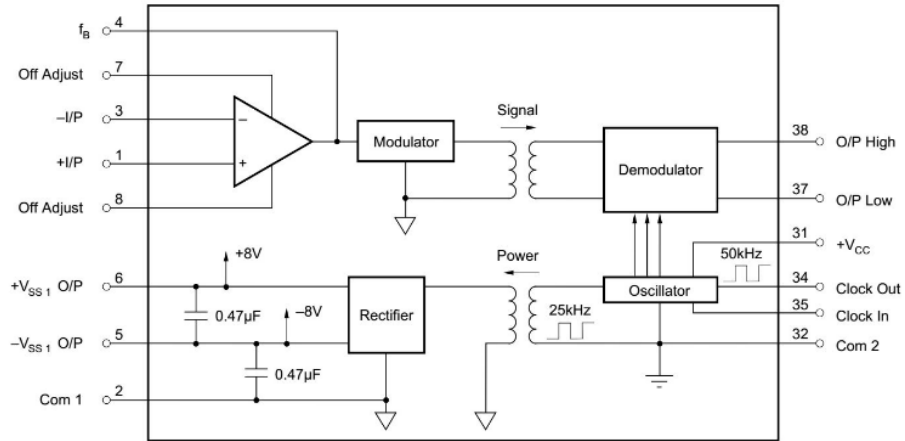 f_B
4
Off Adjust
7
–I/P
3
+I/P
1
Off Adjust
8
–
+
Modulator
Signal
Demodulator
38
O/P High
37
O/P Low
31
+V_CC
50kHz
34
Clock Out
35
Clock In
32
Com 2
Oscillator
Power
25kHz
Rectifier
+8V
+V_SS 1 O/P
6
0.47µF
–8V
–V_SS 1 O/P
5
0.47µF
Com 1
2